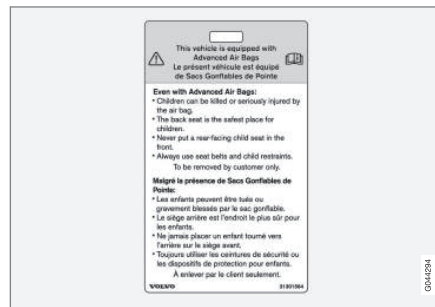 This vehicle is equipped with
Advanced Air Bags
Le présent véhicule est équipé
de Sacs Gonflables de Pointe
Even with Advanced Air Bags:
• Children can be killed or seriously injured by
the air bag.
• The back seat is the safest place for
children.
• Never put a rear-facing child seat in the
front.
• Always use seat belts and child restraints.
To be removed by customer only.
Malgré la présence de Sacs Gonflables de
Pointe:
• Les enfants peuvent être tués ou
gravement blessés par le sac gonflable.
• Le siège arrière est l'endroit le plus sûr pour
les enfants.
• Ne jamais placer un enfant tourné vers
l'arrière sur le siège avant.
• Toujours utiliser les ceintures de sécurité ou
les dispositifs de protection pour enfants.
À enlever par le client seulement.
VOLVO 31301564
G044294